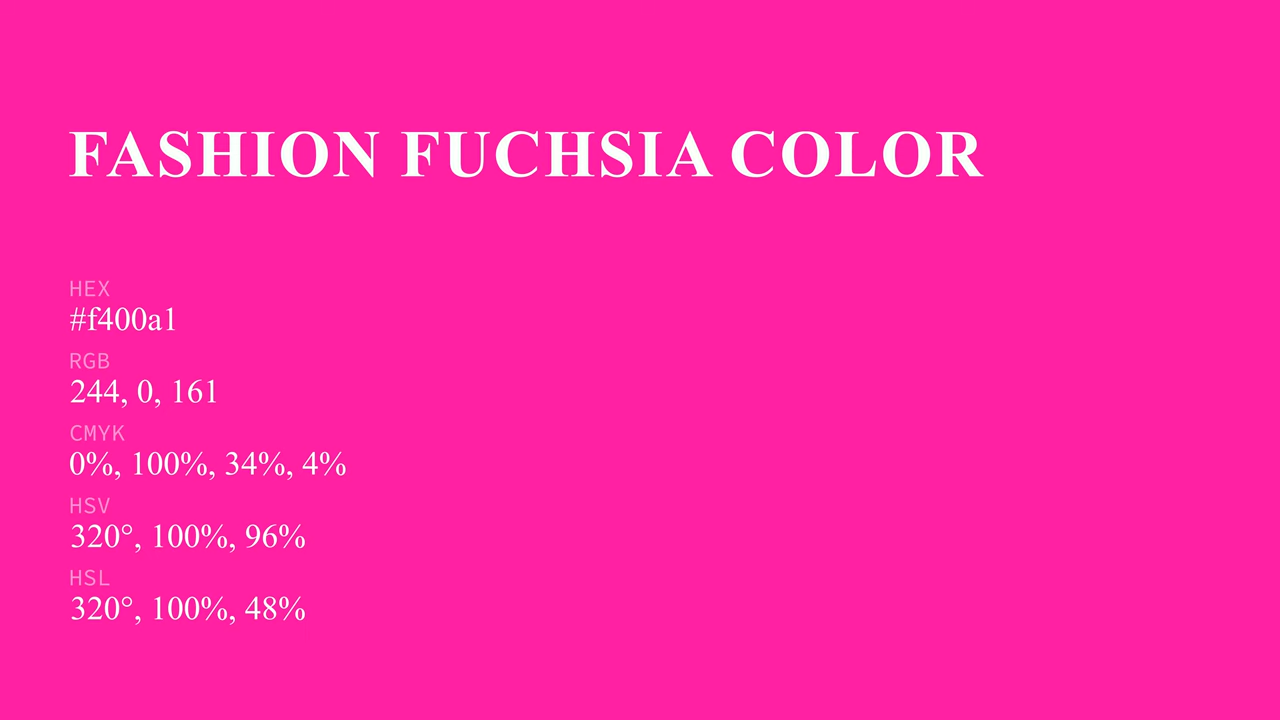 FASHION FUCHSIA COLOR
HEX
#f400a1
RGB
244, 0, 161
CMYK
0%, 100%, 34%, 4%
HSV
320°, 100%, 96%
HSL
320°, 100%, 48%